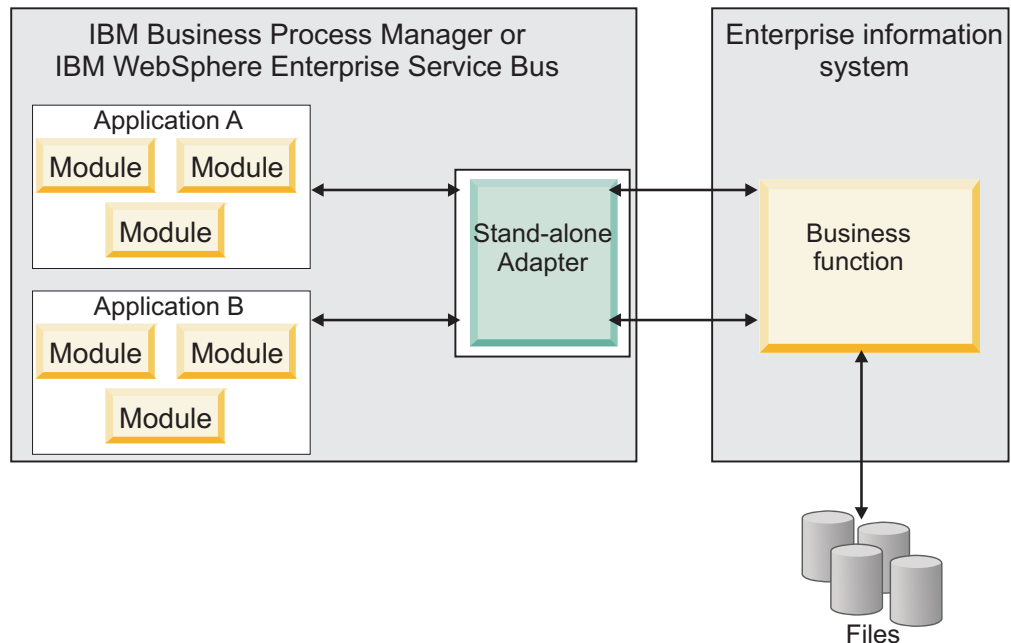 IBM Business Process Manager or
IBM WebSphere Enterprise Service Bus
Application A
Module
Module
Module
Application B
Module
Module
Module
Stand-alone
Adapter
Enterprise information
system
Business
function
Files